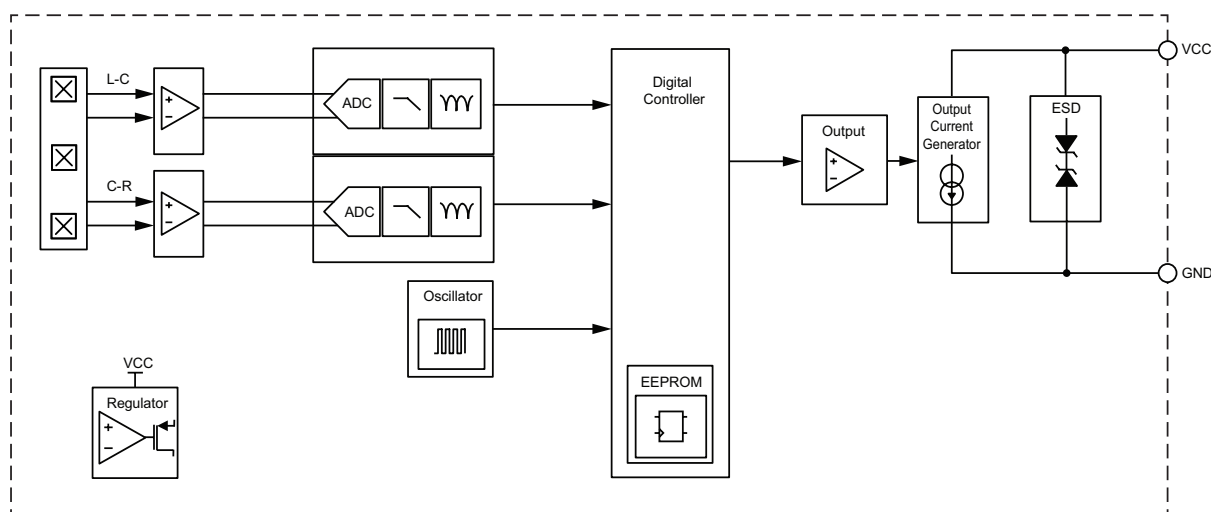 L-C
ADC
Digital
Controller
VCC
Output
Current
Generator
ESD
Output
+
−
+
−
C-R
ADC
+
−
GND
Oscillator
VCC
EEPROM
Regulator
+
−